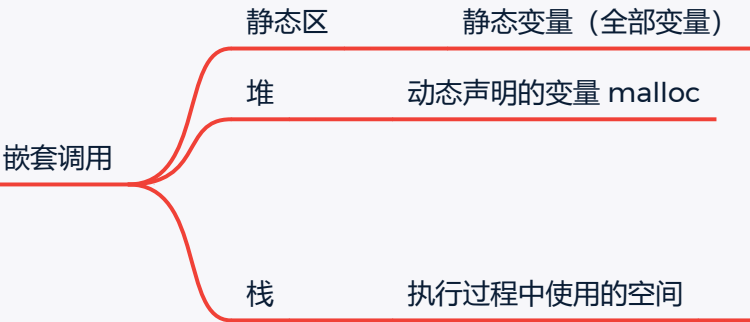 静态区 静态变量（全部变量）
堆 动态声明的变量 malloc
嵌套调用
栈 执行过程中使用的空间